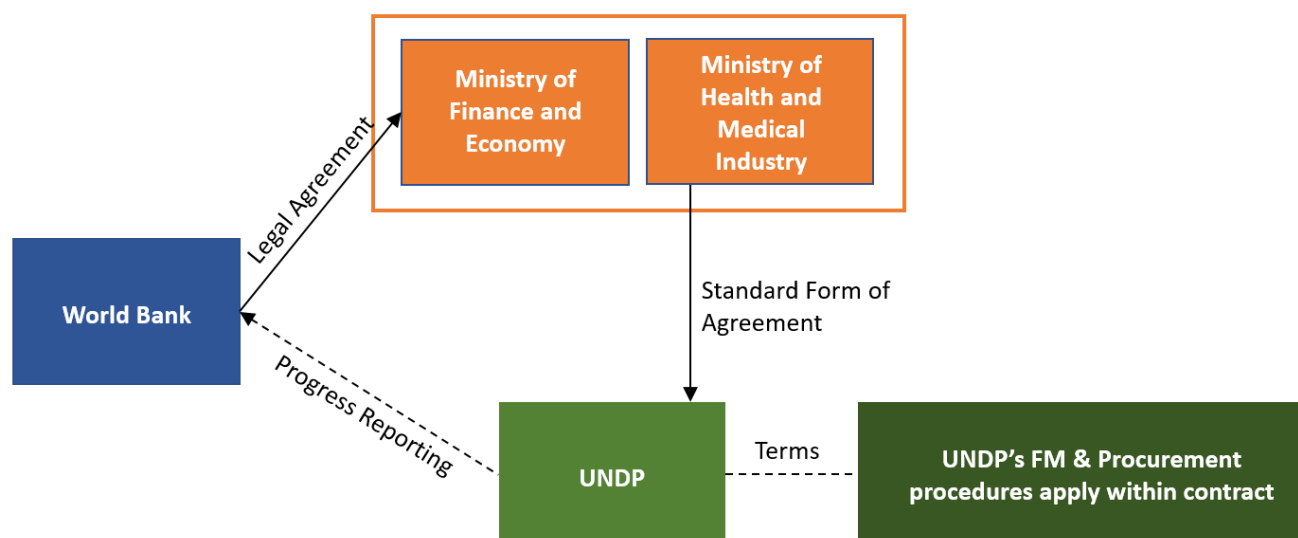 Ministry of
Finance and
Economy
Ministry of
Health and
Medical
Industry
Legal Agreement
World Bank
Standard Form of
Agreement
Progress Reporting
UNDP
Terms
UNDP’s FM & Procurement
procedures apply within contract